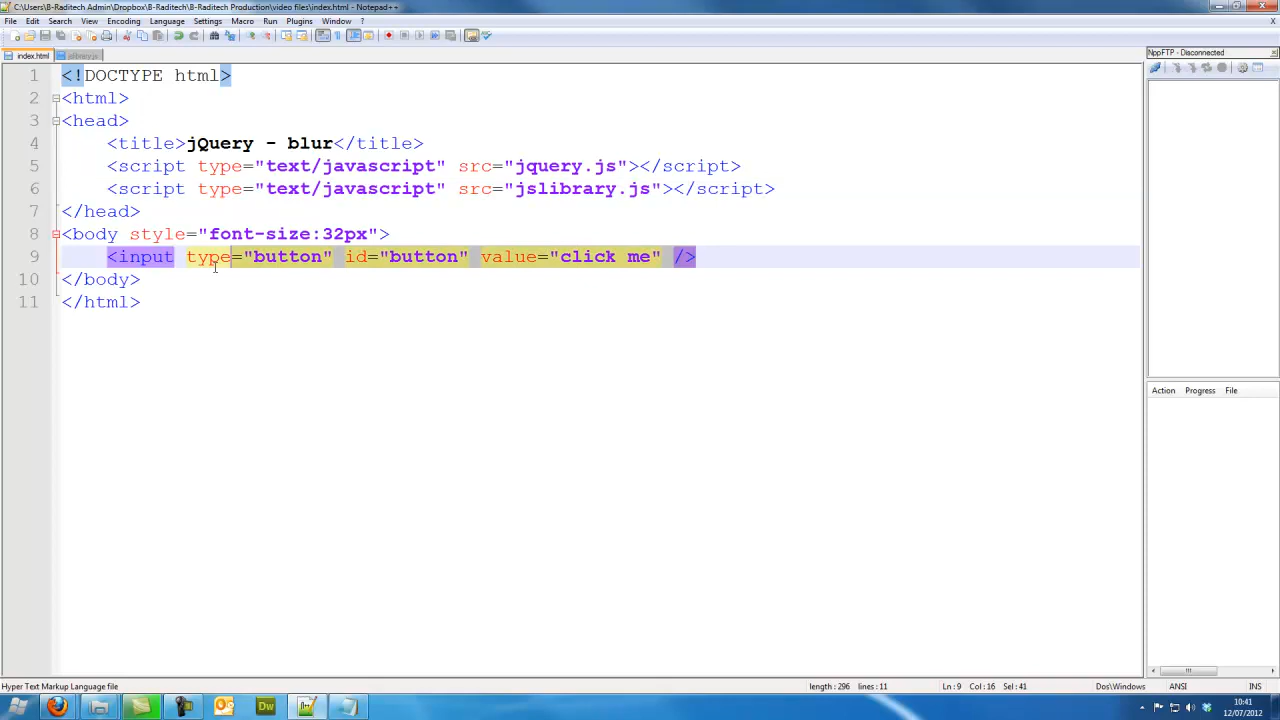 C:\Users\B-Raditech Admin\Dropbox\B-Raditech\B-Raditech Production\video files\index.html - Notepad++
File Edit Search View Encoding Language Settings Macro Run Plugins Window ? X
index.html jslibrary.js
NppFTP - Disconnected
1 <!DOCTYPE html>
2 <html>
3 <head>
4 <title>jQuery - blur</title>
5 <script type="text/javascript" src="jquery.js"></script>
6 <script type="text/javascript" src="jslibrary.js"></script>
7 </head>
8 <body style="font-size:32px">
9 <input type="button" id="button" value="click me" />
10 </body>
11 </html>
Action Progress File
Hyper Text Markup Language file length : 296 lines : 11 Ln : 9 Col : 16 Sel : 41 Dos\Windows ANSI INS
Dw
10:41
12/07/2012